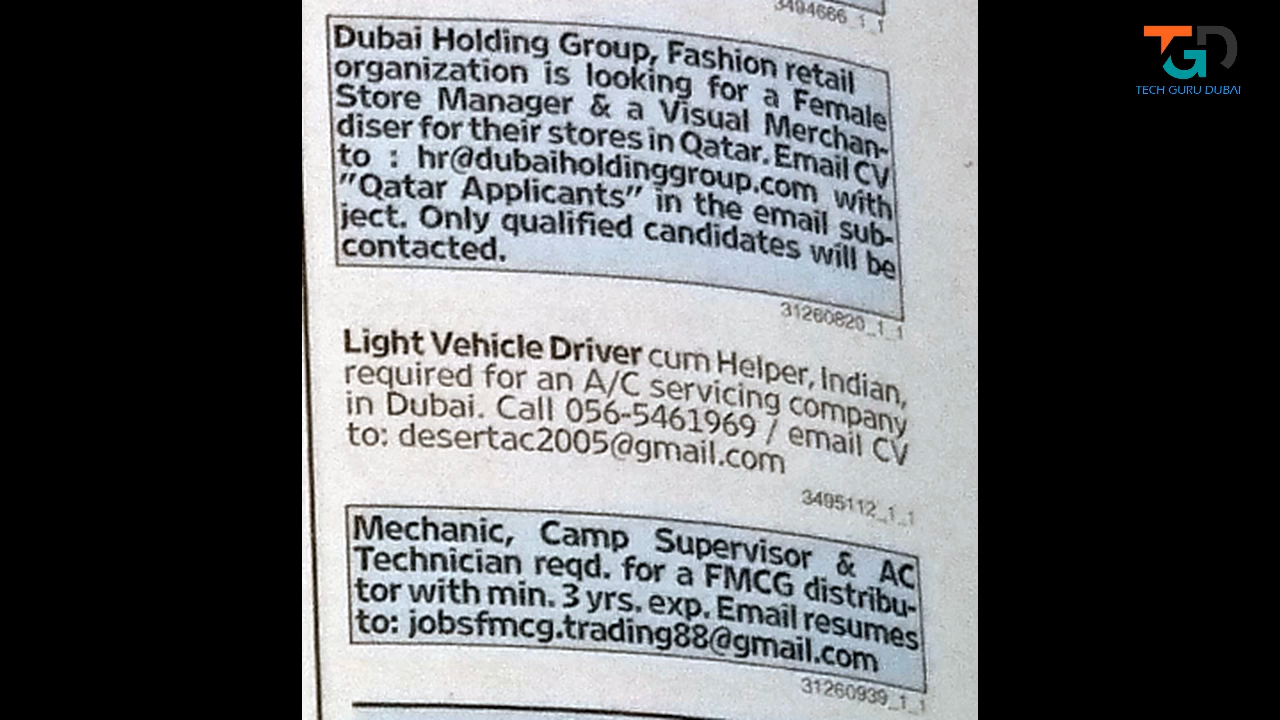 3494666_1_1
Dubai Holding Group, Fashion retail
organization is looking for a Female
Store Manager & a Visual Merchan-
diser for their stores in Qatar. Email CV
to : hr@dubaiholdinggroup.com with
"Qatar Applicants" in the email sub-
ject. Only qualified candidates will be
contacted.
31260820_1_1
Light Vehicle Driver cum Helper, Indian,
required for an A/C servicing company
in Dubai. Call 056-5461969 / email CV
to: desertac2005@gmail.com
3495112_1_1
Mechanic, Camp Supervisor & AC
Technician reqd. for a FMCG distribu-
tor with min. 3 yrs. exp. Email resumes
to: jobsfmcg.trading88@gmail.com
31260939_1_1
TGD
TECH GURU DUBAI